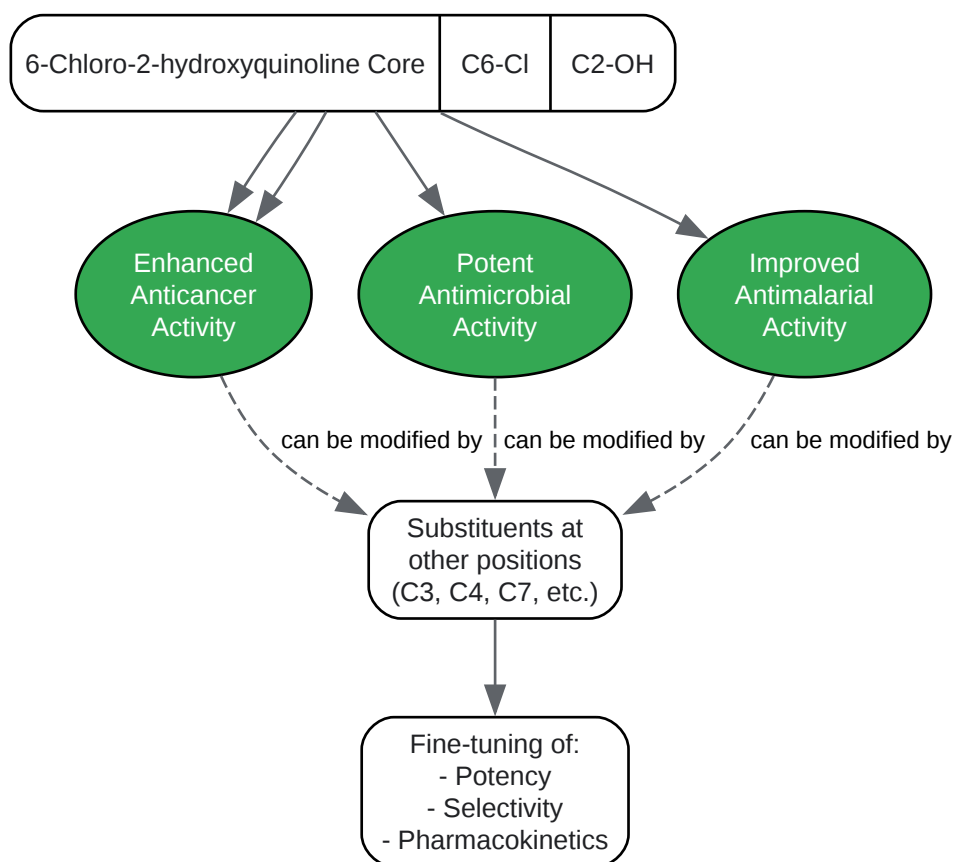 6-Chloro-2-hydroxyquinoline Core
C6-Cl
C2-OH
Enhanced
Anticancer
Activity
Potent
Antimicrobial
Activity
Improved
Antimalarial
Activity
can be modified by
can be modified by
can be modified by
Substituents at
other positions
(C3, C4, C7, etc.)
Fine-tuning of:
- Potency
- Selectivity
- Pharmacokinetics